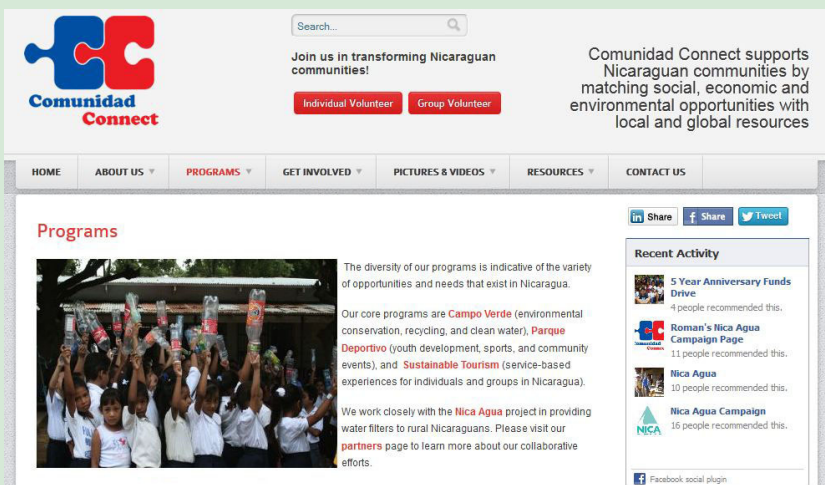 Comunidad
Connect
Search...
Join us in transforming Nicaraguan
communities!
Individual Volunteer
Group Volunteer
Comunidad Connect supports
Nicaraguan communities by
matching social, economic and
environmental opportunities with
local and global resources
HOME
ABOUT US
PROGRAMS
GET INVOLVED
PICTURES & VIDEOS
RESOURCES
CONTACT US
in Share
f Share
Tweet
Programs
The diversity of our programs is indicative of the variety
of opportunities and needs that exist in Nicaragua.
Our core programs are Campo Verde (environmental
conservation, recycling, and clean water), Parque
Deportivo (youth development, sports, and community
events), and Sustainable Tourism (service-based
experiences for individuals and groups in Nicaragua).
We work closely with the Nica Agua project in providing
water filters to rural Nicaraguans. Please visit our
partners page to learn more about our collaborative
efforts.
Recent Activity
5 Year Anniversary Funds
Drive
4 people recommended this.
Comunidad
Connect
Roman's Nica Agua
Campaign Page
11 people recommended this.
Nica Agua
10 people recommended this.
NICA
Nica Agua Campaign
16 people recommended this.
f Facebook social plugin